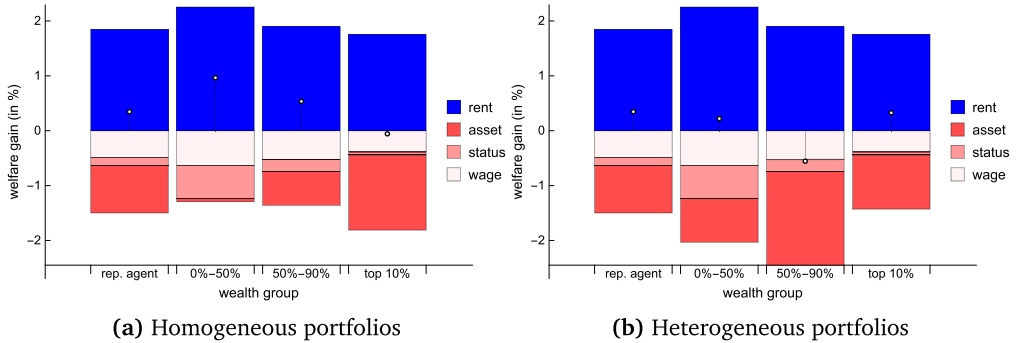 welfare gain (in %)
2
1
0
−1
−2
rep. agent
0%−50%
50%−90%
top 10%
wealth group
rent
asset
status
wage
(a) Homogeneous portfolios
welfare gain (in %)
2
1
0
−1
−2
rep. agent
0%−50%
50%−90%
top 10%
wealth group
rent
asset
status
wage
(b) Heterogeneous portfolios